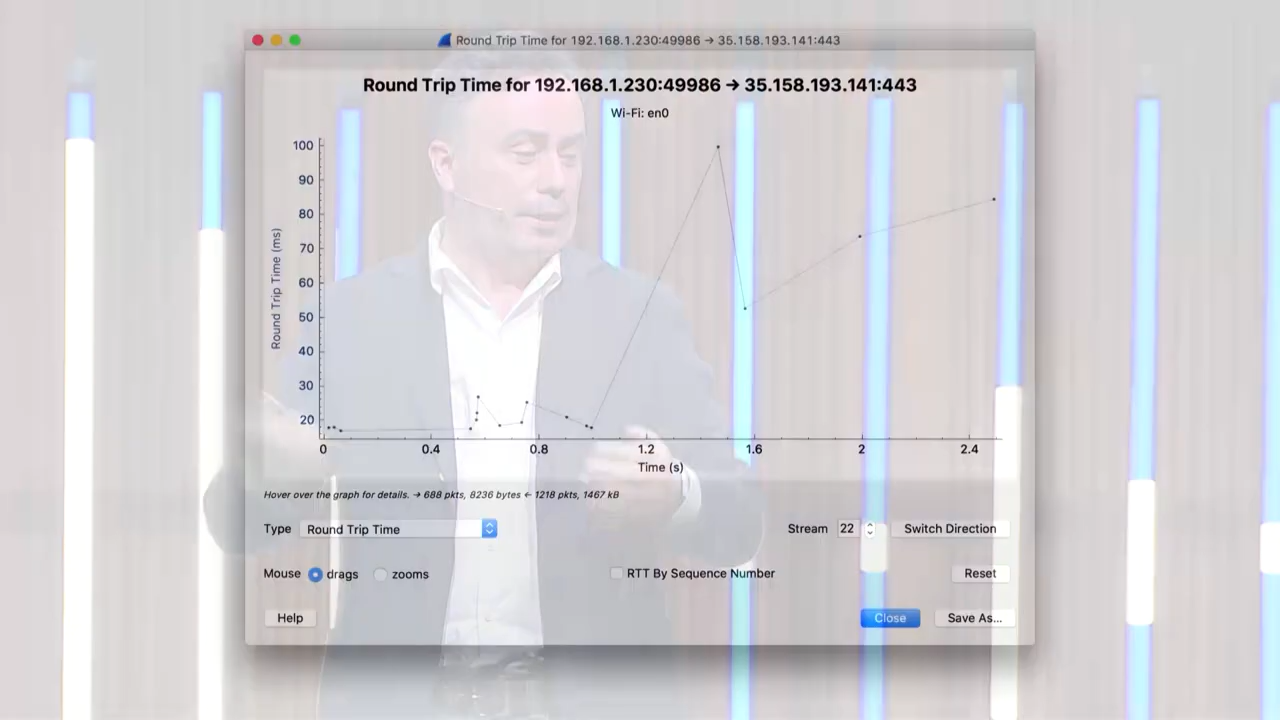 Round Trip Time for 192.168.1.230:49986 → 35.158.193.141:443
Round Trip Time for 192.168.1.230:49986 → 35.158.193.141:443
Wi-Fi: en0
Round Trip Time (ms)
100
90
80
70
60
50
40
30
20
0 0.4 0.8 1.2 1.6 2 2.4
Time (s)
Hover over the graph for details. → 688 pkts, 8236 bytes ← 1218 pkts, 1467 kB
Type Round Trip Time Stream 22 Switch Direction
Mouse drags zooms RTT By Sequence Number Reset
Help Close Save As...